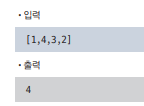 • 입력
[1,4,3,2]
• 출력
4